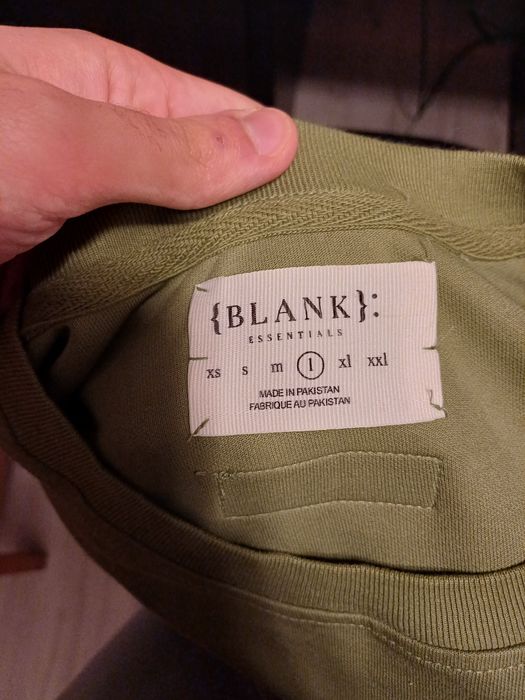 {BLANK}:
ESSENTIALS
xs s m l xl xxl
MADE IN PAKISTAN
FABRIQUE AU PAKISTAN